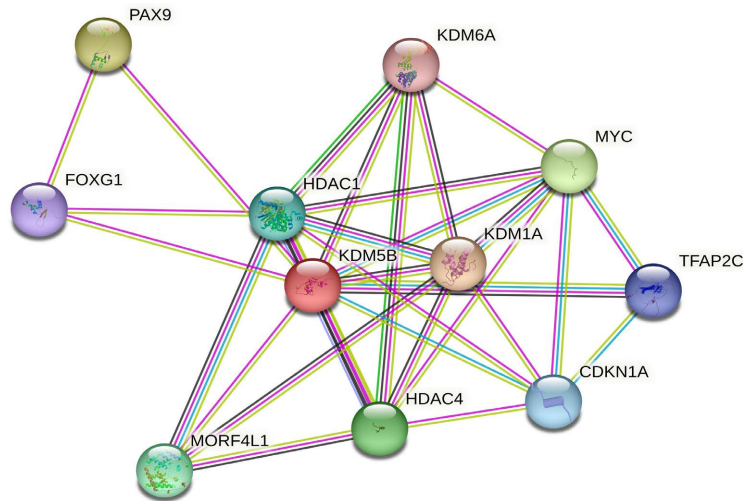 PAX9
KDM6A
MYC
FOXG1
HDAC1
KDM1A
KDM5B
TFAP2C
CDKN1A
HDAC4
MORF4L1